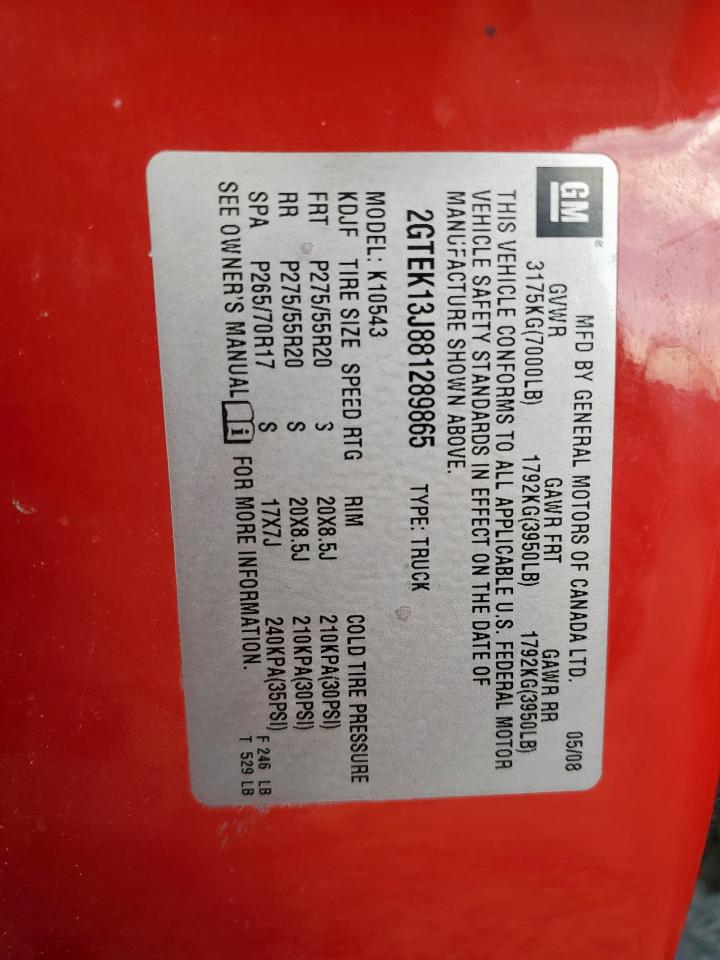 GM®
MFD BY GENERAL MOTORS OF CANADA LTD. 05/08
GVWR GAWR FRT GAWR RR
3175KG(7000LB) 1792KG(3950LB) 1792KG(3950LB)
THIS VEHICLE CONFORMS TO ALL APPLICABLE U.S. FEDERAL MOTOR
VEHICLE SAFETY STANDARDS IN EFFECT ON THE DATE OF
MANUFACTURE SHOWN ABOVE.
2GTEK13J881289865 TYPE: TRUCK
MODEL: K10543
KDJF TIRE SIZE SPEED RTG RIM COLD TIRE PRESSURE
FRT P275/55R20 3 20X8.5J 210KPA(30PSI)
RR P275/55R20 S 20X8.5J 210KPA(30PSI)
SPA P265/70R17 S 17X7J 240KPA(35PSI)
SEE OWNER'S MANUAL i FOR MORE INFORMATION.
F 246 LB
T 529 LB